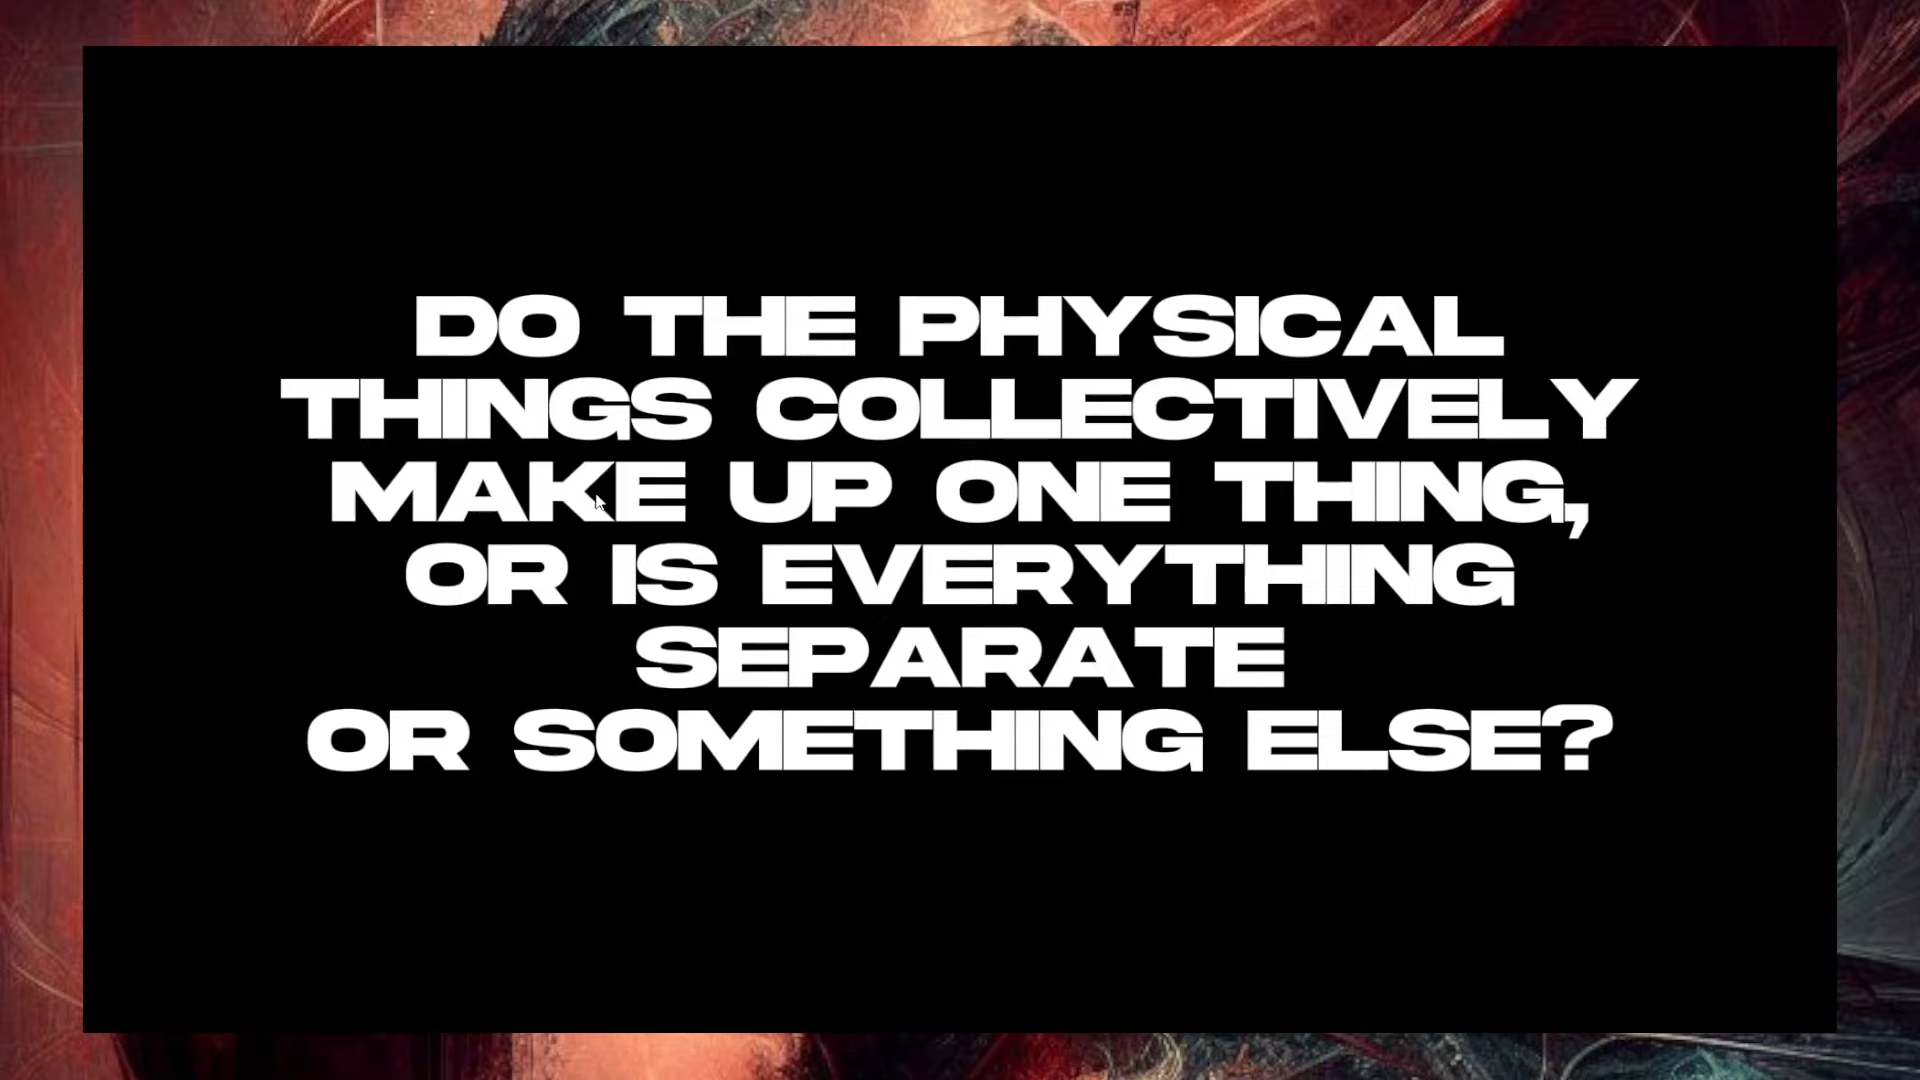 DO THE PHYSICAL
THINGS COLLECTIVELY
MAKE UP ONE THING,
OR IS EVERYTHING
SEPARATE
OR SOMETHING ELSE?